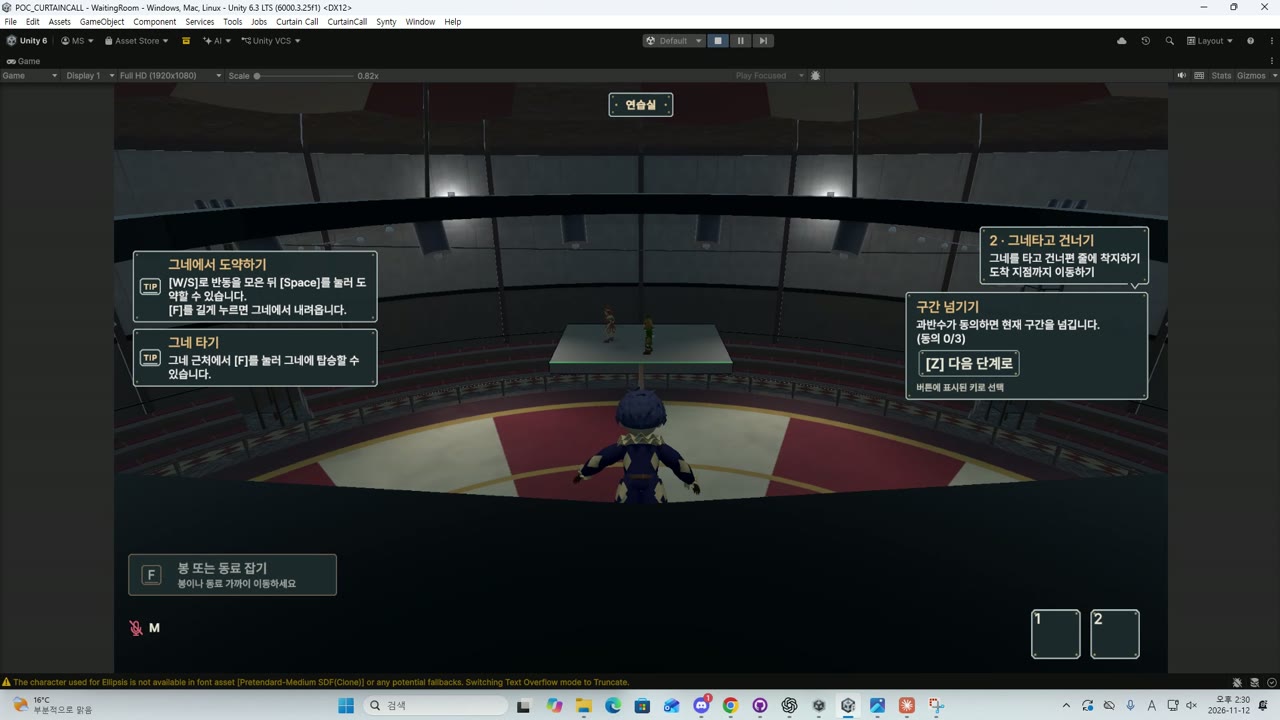 POC_CURTAINCALL - WaitingRoom - Windows, Mac, Linux - Unity 6.3 LTS (6000.3.25f1) <DX12>
File Edit Assets GameObject Component Services Tools Jobs Curtain Call CurtainCall Synty Window Help
Unity 6 MS Asset Store AI Unity VCS Default Layout
Game
Game Display 1 Full HD (1920x1080) Scale 0.82x Play Focused Stats Gizmos
연습실
그네에서 도약하기
TIP
[W/S]로 반동을 모은 뒤 [Space]를 눌러 도
약할 수 있습니다.
[F]를 길게 누르면 그네에서 내려옵니다.
그네 타기
TIP
그네 근처에서 [F]를 눌러 그네에 탑승할 수
있습니다.
2 · 그네타고 건너기
그네를 타고 건너편 줄에 착지하기
도착 지점까지 이동하기
구간 넘기기
과반수가 동의하면 현재 구간을 넘깁니다.
(동의 0/3)
[Z] 다음 단계로
버튼에 표시된 키로 선택
F
봉 또는 동료 잡기
봉이나 동료 가까이 이동하세요
M
1 2
The character used for Ellipsis is not available in font asset [Pretendard-Medium SDF(Clone)] or any potential fallbacks. Switching Text Overflow mode to Truncate.
16°C
부분적으로 맑음
검색
1
A
오후 2:30
2026-11-12